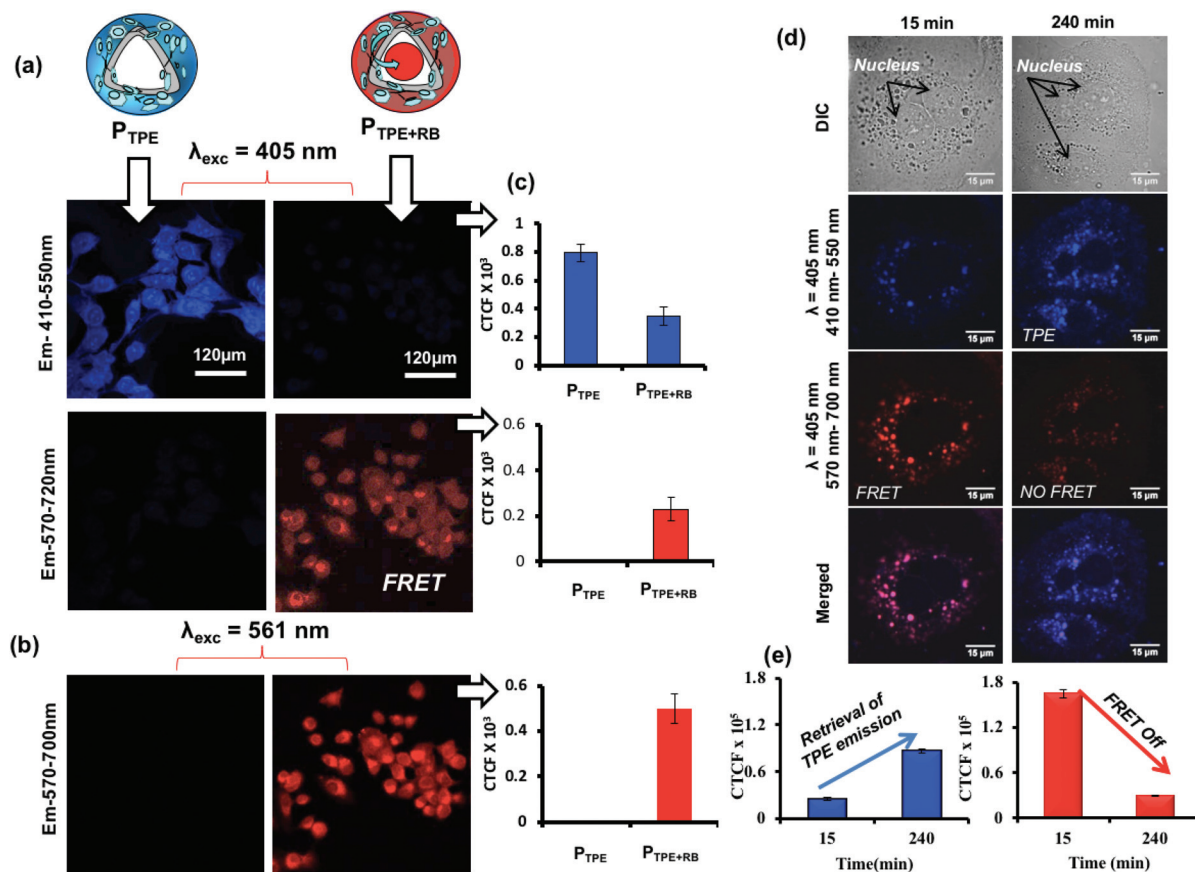 (a)
P_TPE
P_TPE+RB
λ_exc = 405 nm
Em- 410-550nm
120µm
120µm
Em-570-720nm
FRET
(b)
λ_exc = 561 nm
Em-570-700nm
(c)
CTCF X 10³
1
0.8
0.6
0.4
0.2
0
P_TPE
P_TPE+RB
CTCF X 10³
0.6
0.4
0.2
0
P_TPE
P_TPE+RB
CTCF X 10³
0.6
0.4
0.2
0
P_TPE
P_TPE+RB
(d)
15 min
240 min
DIC
Nucleus
15 µm
Nucleus
15 µm
λ = 405 nm
410 nm- 550 nm
15 µm
TPE
15 µm
λ = 405 nm
570 nm- 700 nm
FRET
15 µm
NO FRET
15 µm
Merged
15 µm
15 µm
(e)
CTCF x 10⁵
1.8
1.2
0.6
0
Retrieval of
TPE emission
15
240
Time(min)
CTCF x 10⁵
1.8
1.2
0.6
0
FRET Off
15
240
Time (min)